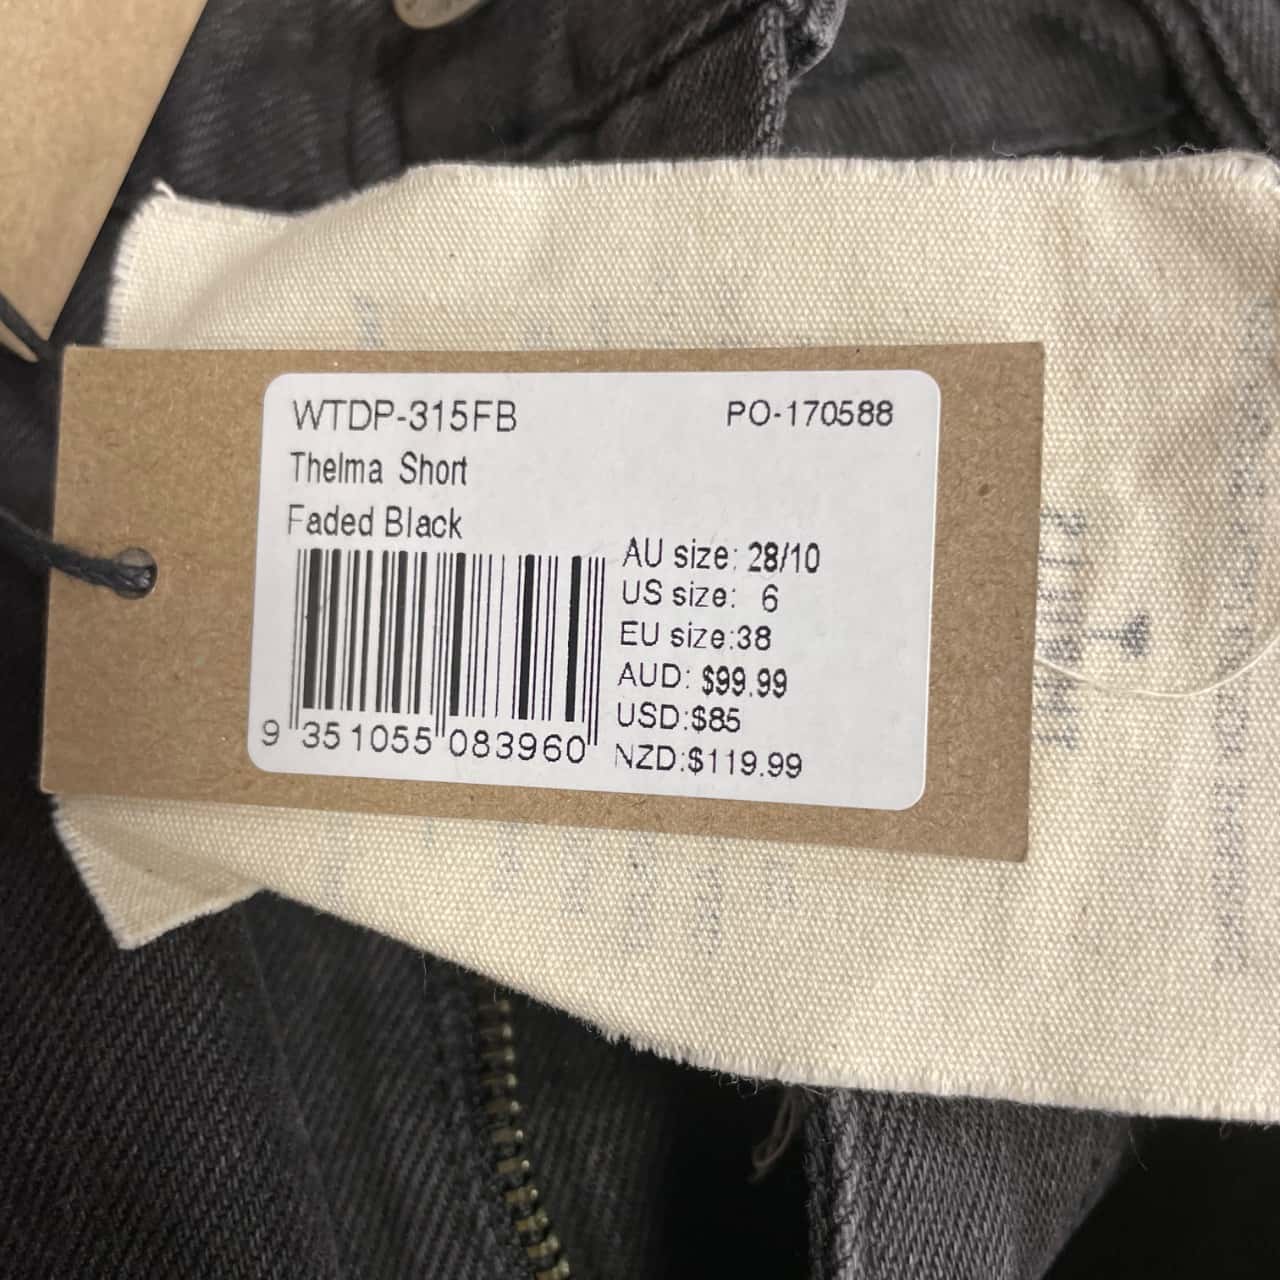 WTDP-315FB
PO-170588
Thelma Short
Faded Black
AU size: 28/10
US size: 6
EU size:38
AUD: $99.99
USD:$85
NZD:$119.99
9 351055 083960